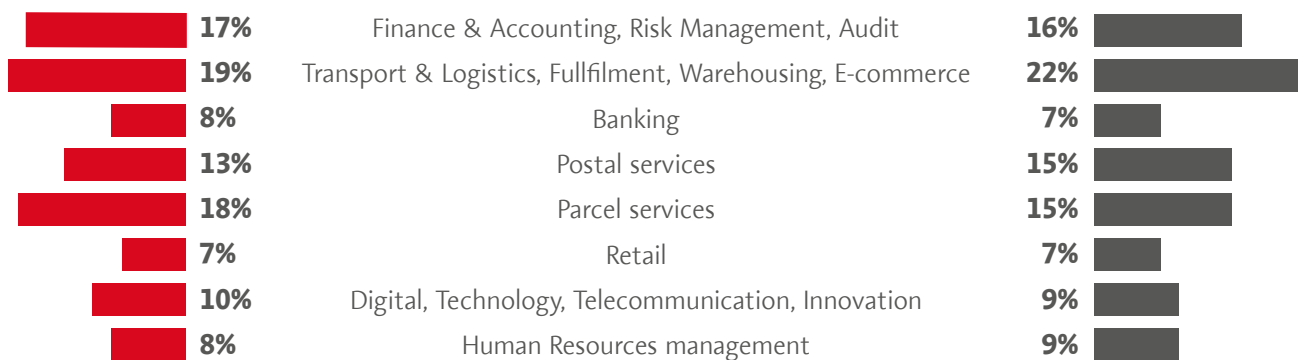 17% Finance & Accounting, Risk Management, Audit 16%
19% Transport & Logistics, Fullfilment, Warehousing, E-commerce 22%
8% Banking 7%
13% Postal services 15%
18% Parcel services 15%
7% Retail 7%
10% Digital, Technology, Telecommunication, Innovation 9%
8% Human Resources management 9%